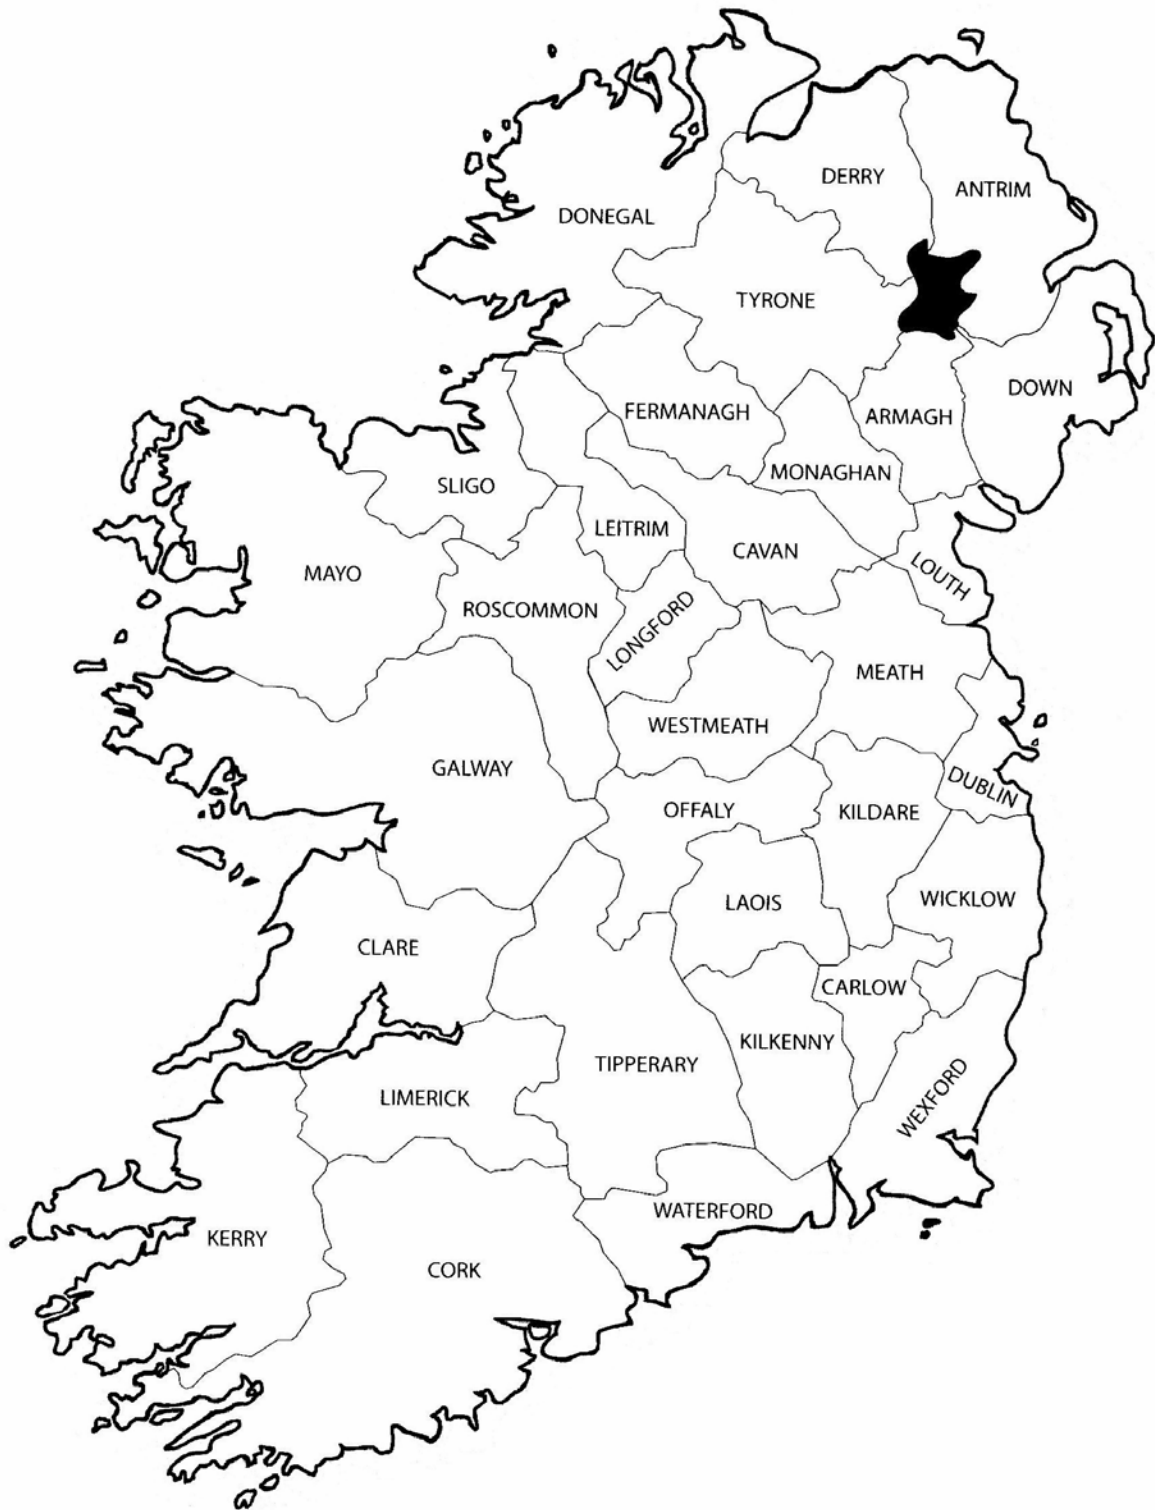 DERRY
ANTRIM
DONEGAL
TYRONE
DOWN
FERMANAGH
ARMAGH
MONAGHAN
SLIGO
LEITRIM
CAVAN
LOUTH
MAYO
ROSCOMMON
LONGFORD
MEATH
WESTMEATH
GALWAY
DUBLIN
OFFALY
KILDARE
LAOIS
WICKLOW
CLARE
CARLOW
KILKENNY
TIPPERARY
LIMERICK
WEXFORD
WATERFORD
KERRY
CORK